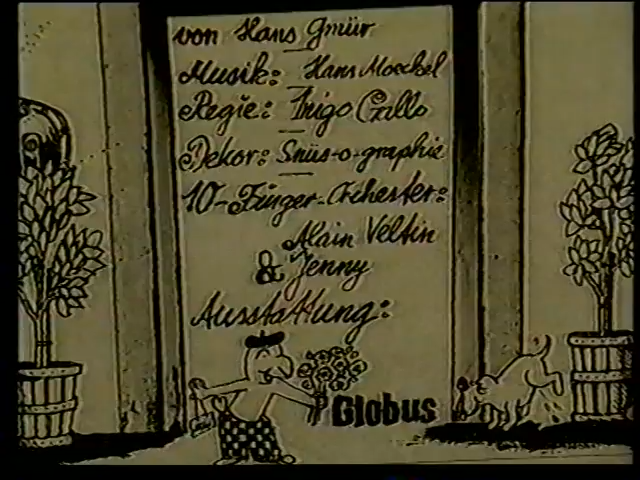 von Hans Gmür
Musik: Hans Moeckel
Regie: Inigo Gallo
Dekor: Snüs-o-graphie
10-Finger-Orchester:
Alain Veltin
& Jenny
Ausstattung:
Globus